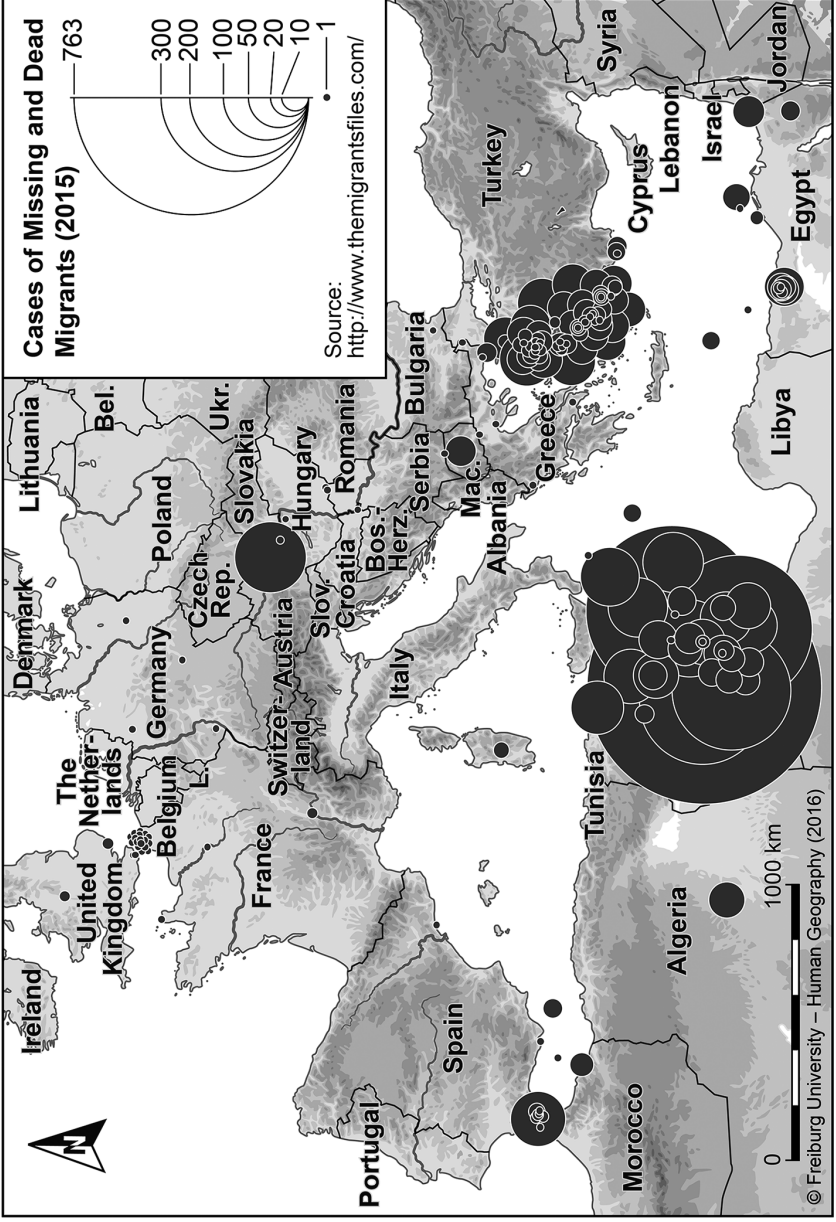 Cases of Missing and Dead
Migrants (2015)
763
300
200
100
50
20
10
1
Source:
http://www.themigrantsfiles.com/
N
Ireland
United
Kingdom
The
Nether-
lands
Belgium
L.
Denmark
Germany
Lithuania
Bel.
Poland
Ukr.
Czech
Rep.
Slovakia
France
Switzer-
land
Austria
Hungary
Slov.
Croatia
Romania
Bos.
Herz.
Serbia
Bulgaria
Mac.
Albania
Greece
Italy
Portugal
Spain
Turkey
Cyprus
Syria
Lebanon
Israel
Jordan
Egypt
Libya
Tunisia
Algeria
Morocco
0
1000 km
© Freiburg University – Human Geography (2016)